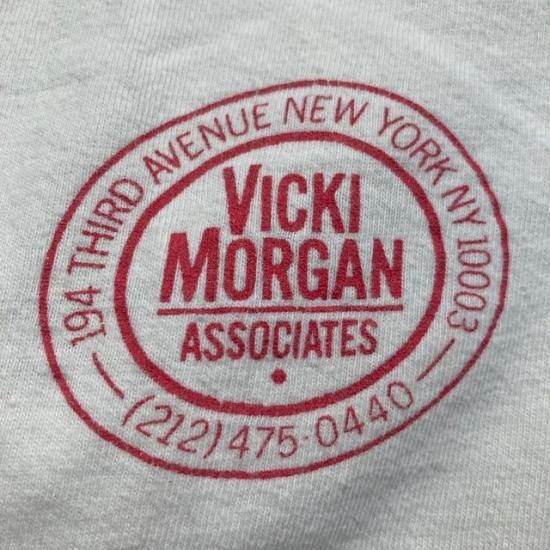 194 THIRD AVENUE NEW YORK NY 10003
VICKI
MORGAN
ASSOCIATES
(212) 475-0440